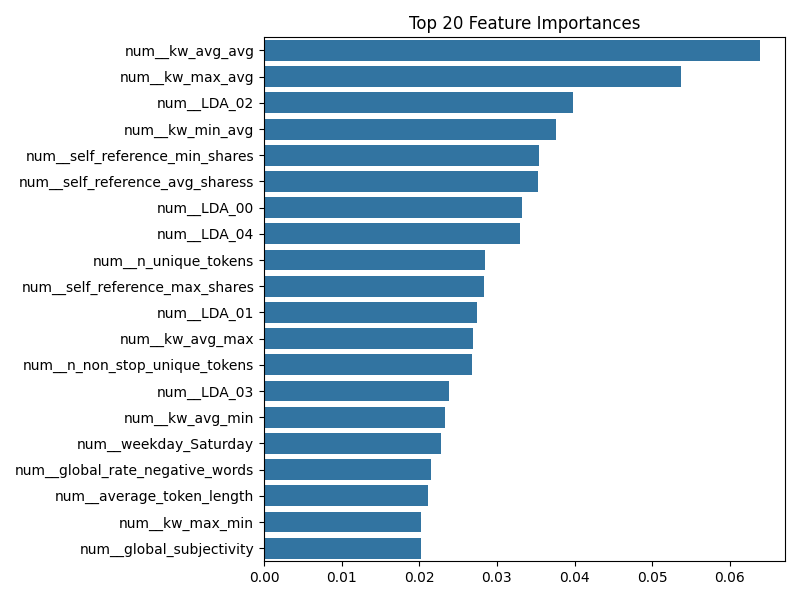 Top 20 Feature Importances
num__kw_avg_avg
num__kw_max_avg
num__LDA_02
num__kw_min_avg
num__self_reference_min_shares
num__self_reference_avg_sharess
num__LDA_00
num__LDA_04
num__n_unique_tokens
num__self_reference_max_shares
num__LDA_01
num__kw_avg_max
num__n_non_stop_unique_tokens
num__LDA_03
num__kw_avg_min
num__weekday_Saturday
num__global_rate_negative_words
num__average_token_length
num__kw_max_min
num__global_subjectivity
0.00 0.01 0.02 0.03 0.04 0.05 0.06